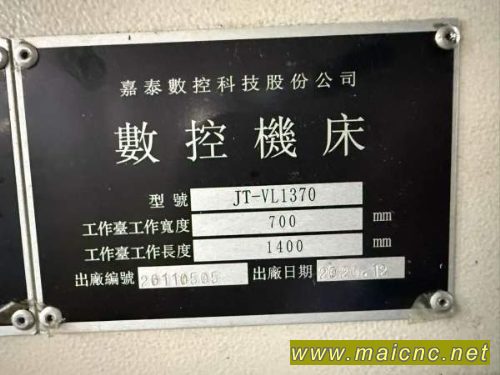 嘉泰數控科技股份公司
數控機床
型號 JT-VL1370
工作臺工作寬度 700 mm
工作臺工作長度 1400 mm
出廠編號 20110505 出廠日期
www.maicnc.net